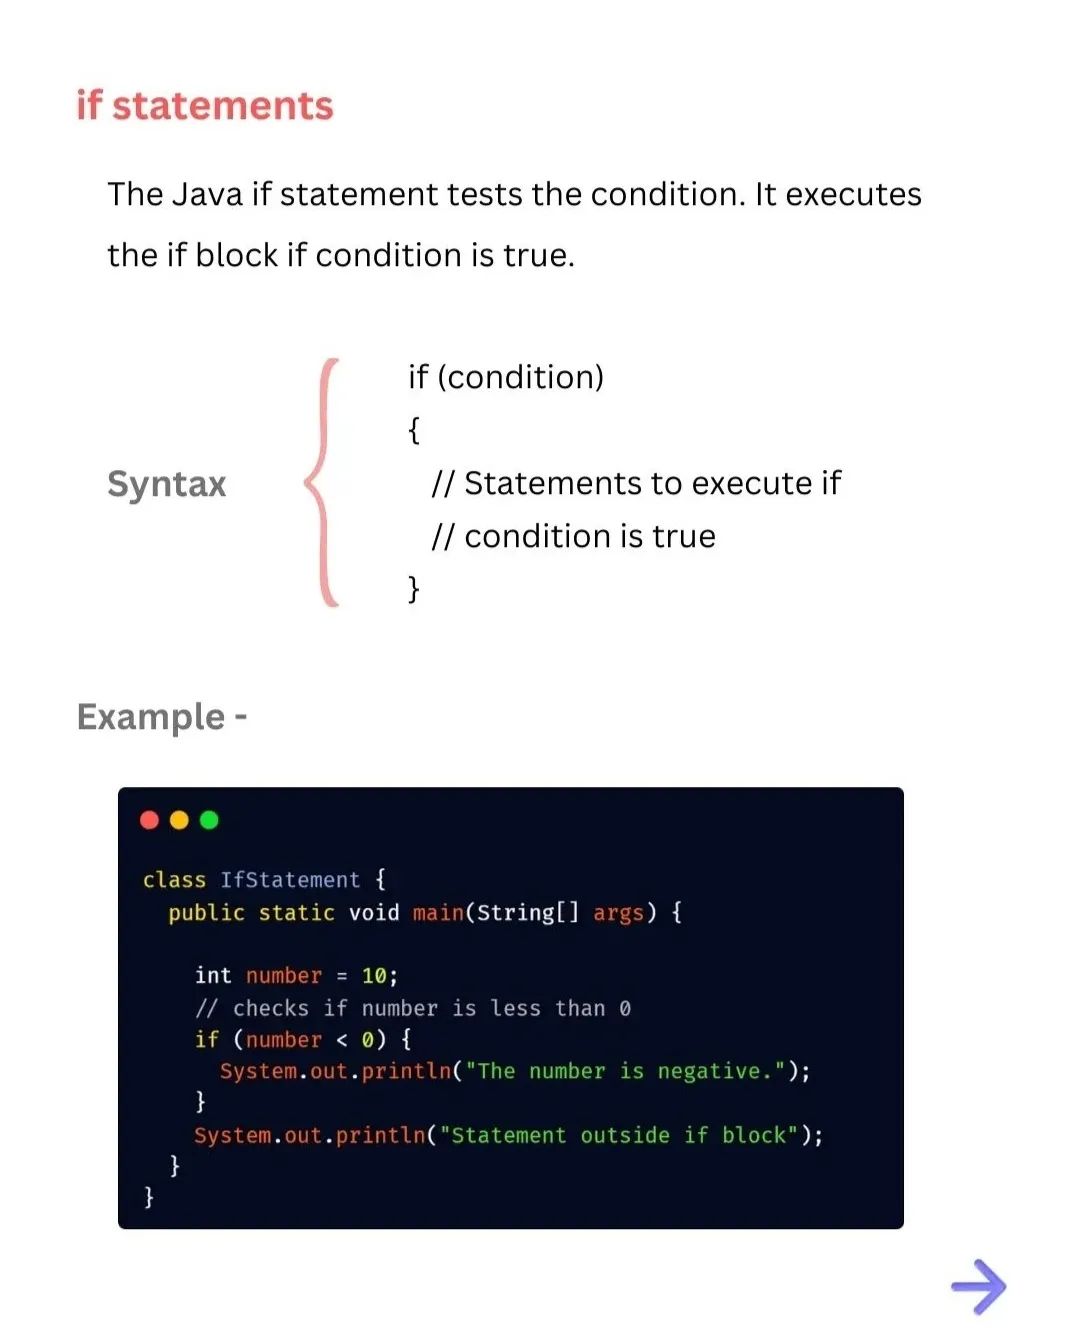 if statements
The Java if statement tests the condition. It executes
the if block if condition is true.
if (condition)
{
Syntax
// Statements to execute if
// condition is true
}
Example -
class IfStatement {
public static void main(String[] args) {
int number = 10;
// checks if number is less than 0
if (number < 0) {
System.out.println("The number is negative.");
}
System.out.println("Statement outside if block");
}
}